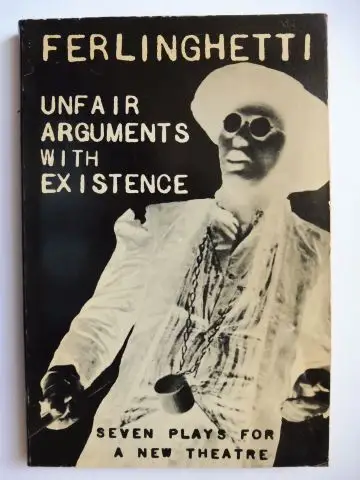 FERLINGHETTI
UNFAIR
ARGUMENTS
WITH
EXISTENCE
SEVEN PLAYS FOR
A NEW THEATRE